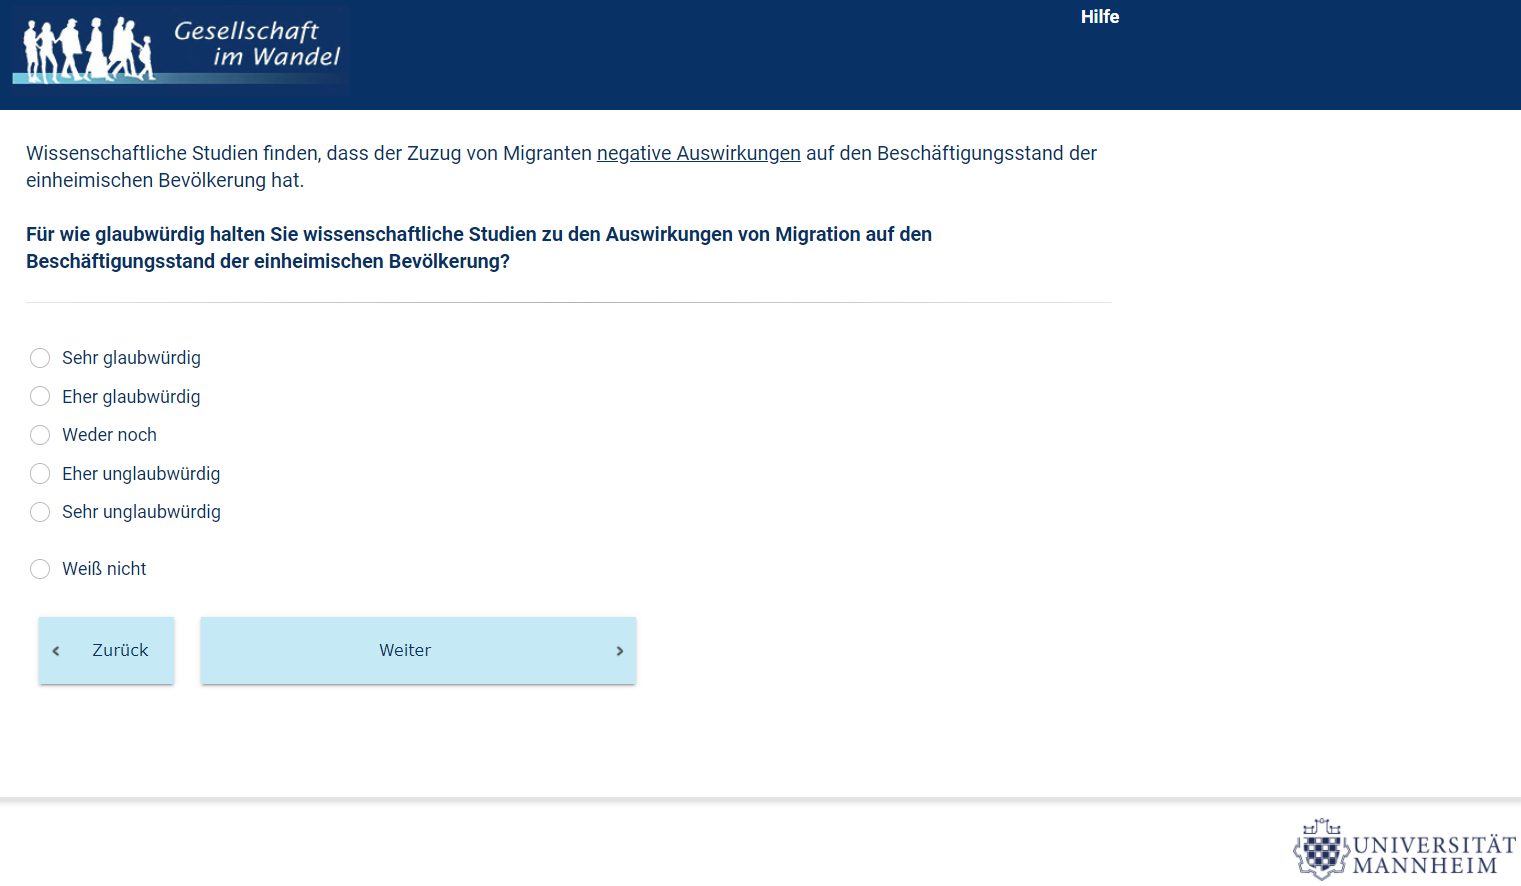 Gesellschaft
im Wandel
Hilfe
Wissenschaftliche Studien finden, dass der Zuzug von Migranten negative Auswirkungen auf den Beschäftigungsstand der
einheimischen Bevölkerung hat.
Für wie glaubwürdig halten Sie wissenschaftliche Studien zu den Auswirkungen von Migration auf den
Beschäftigungsstand der einheimischen Bevölkerung?
Sehr glaubwürdig
Eher glaubwürdig
Weder noch
Eher unglaubwürdig
Sehr unglaubwürdig
Weiß nicht
Zurück
Weiter
UNIVERSITÄT
MANNHEIM